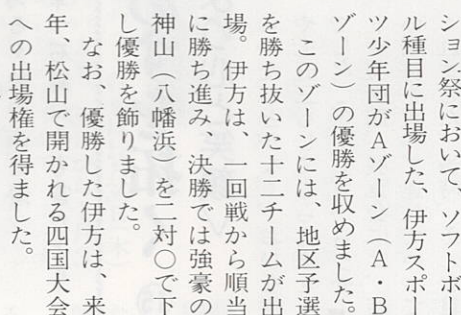 ション祭において、ソフトボー
ル種目に出場した、伊方スポー
ツ少年団がAゾーン（A・B
ゾーン）の優勝を収めました。
このゾーンには、地区予選
を勝ち抜いた十二チームが出
場。伊方は、一回戦から順当
に勝ち進み、決勝では強豪の
神山（八幡浜）を二対〇で下
し優勝を飾りました。
なお、優勝した伊方は、来
年、松山で開かれる四国大会
への出場権を得ました。